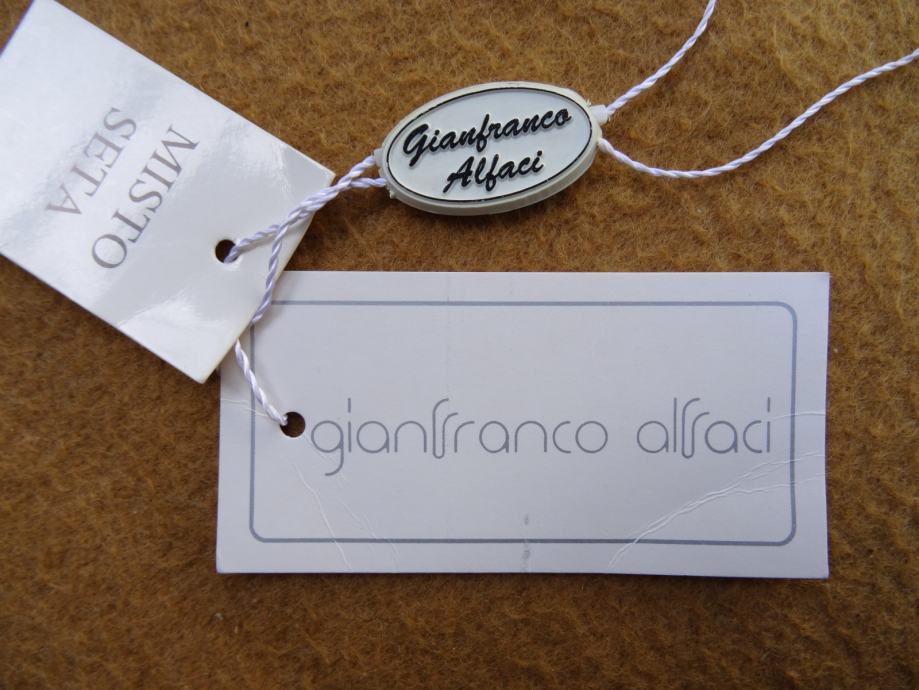 MISTO
SETA
Gianfranco
Alfaci
gianfranco alfaci